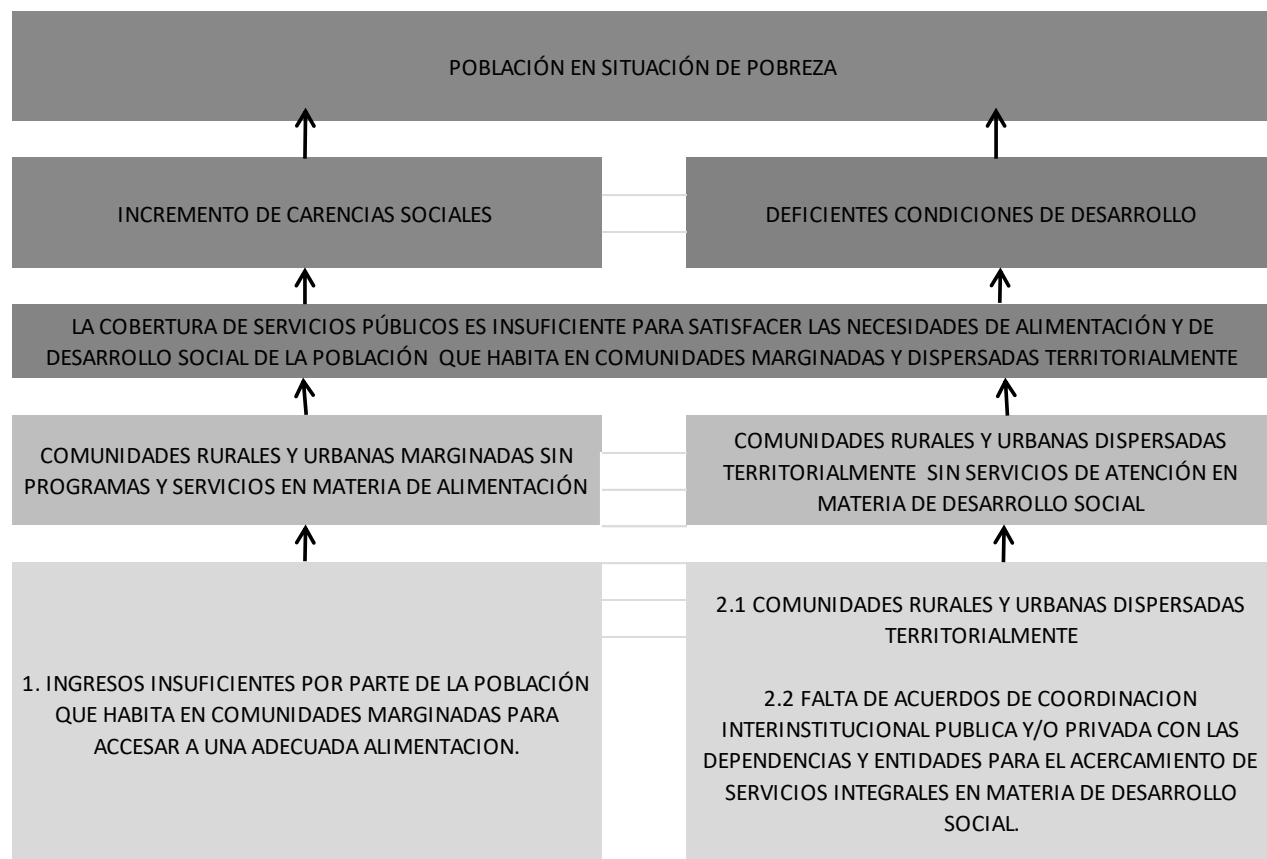 POBLACIÓN EN SITUACIÓN DE POBREZA
INCREMENTO DE CARENCIAS SOCIALES
DEFICIENTES CONDICIONES DE DESARROLLO
LA COBERTURA DE SERVICIOS PÚBLICOS ES INSUFICIENTE PARA SATISFACER LAS NECESIDADES DE ALIMENTACIÓN Y DE
DESARROLLO SOCIAL DE LA POBLACIÓN QUE HABITA EN COMUNIDADES MARGINADAS Y DISPERSADAS TERRITORIALMENTE
COMUNIDADES RURALES Y URBANAS MARGINADAS SIN
PROGRAMAS Y SERVICIOS EN MATERIA DE ALIMENTACIÓN
COMUNIDADES RURALES Y URBANAS DISPERSADAS
TERRITORIALMENTE SIN SERVICIOS DE ATENCIÓN EN
MATERIA DE DESARROLLO SOCIAL
1. INGRESOS INSUFICIENTES POR PARTE DE LA POBLACIÓN
QUE HABITA EN COMUNIDADES MARGINADAS PARA
ACCESAR A UNA ADECUADA ALIMENTACION.
2.1 COMUNIDADES RURALES Y URBANAS DISPERSADAS
TERRITORIALMENTE
2.2 FALTA DE ACUERDOS DE COORDINACION
INTERINSTITUCIONAL PUBLICA Y/O PRIVADA CON LAS
DEPENDENCIAS Y ENTIDADES PARA EL ACERCAMIENTO DE
SERVICIOS INTEGRALES EN MATERIA DE DESARROLLO
SOCIAL.